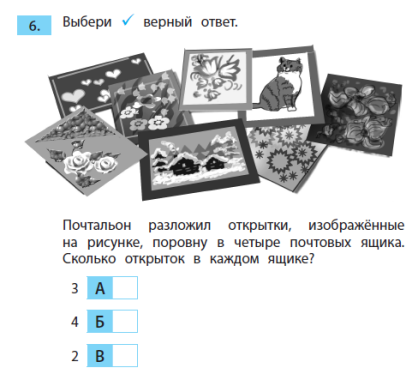 6. Выбери ✓ верный ответ.
Почтальон разложил открытки, изображённые
на рисунке, поровну в четыре почтовых ящика.
Сколько открыток в каждом ящике?
3 А
4 Б
2 В